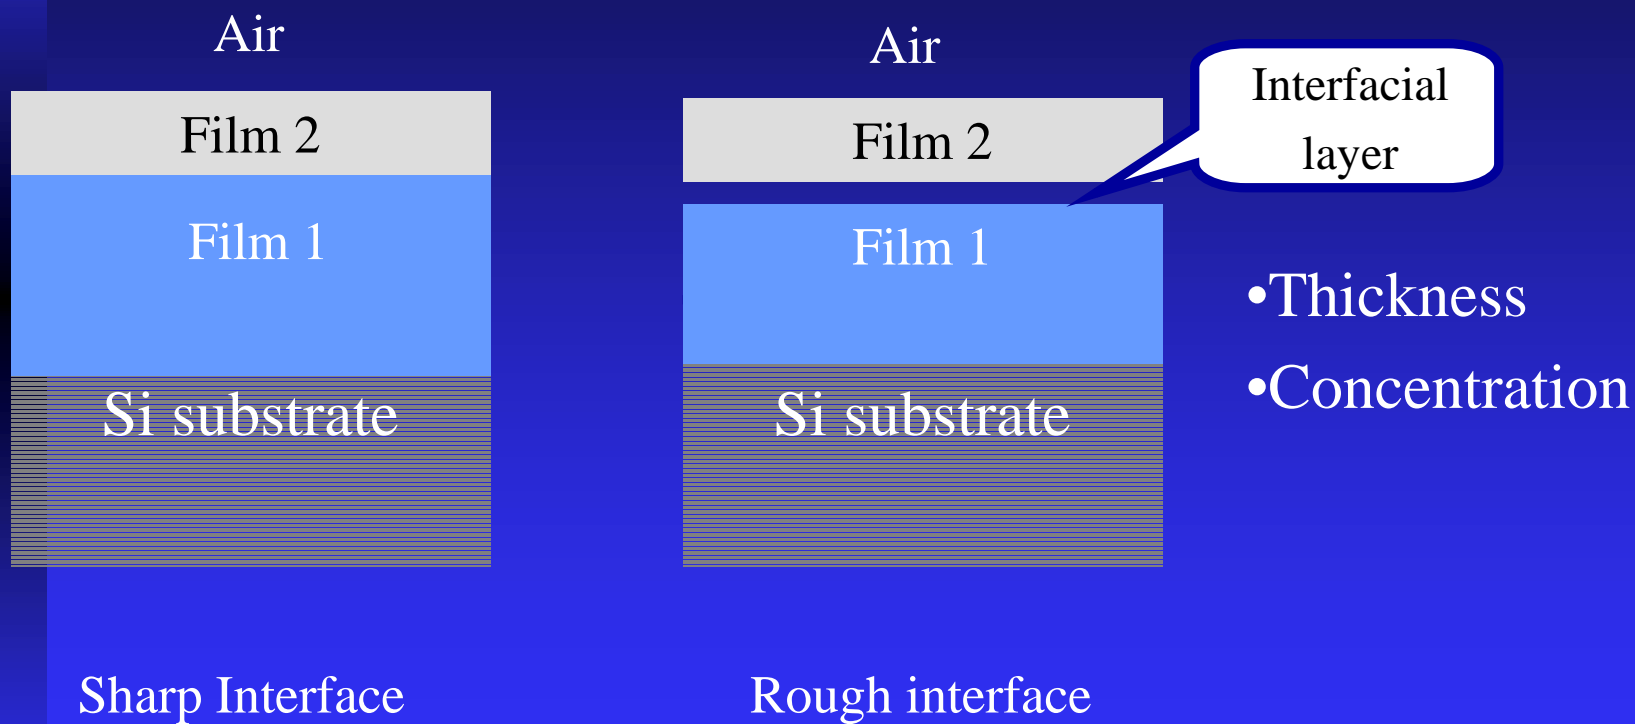 Air
Film 2
Film 1
Si substrate
Sharp Interface
Air
Film 2
Film 1
Si substrate
Rough interface
Interfacial
layer
•Thickness
•Concentration